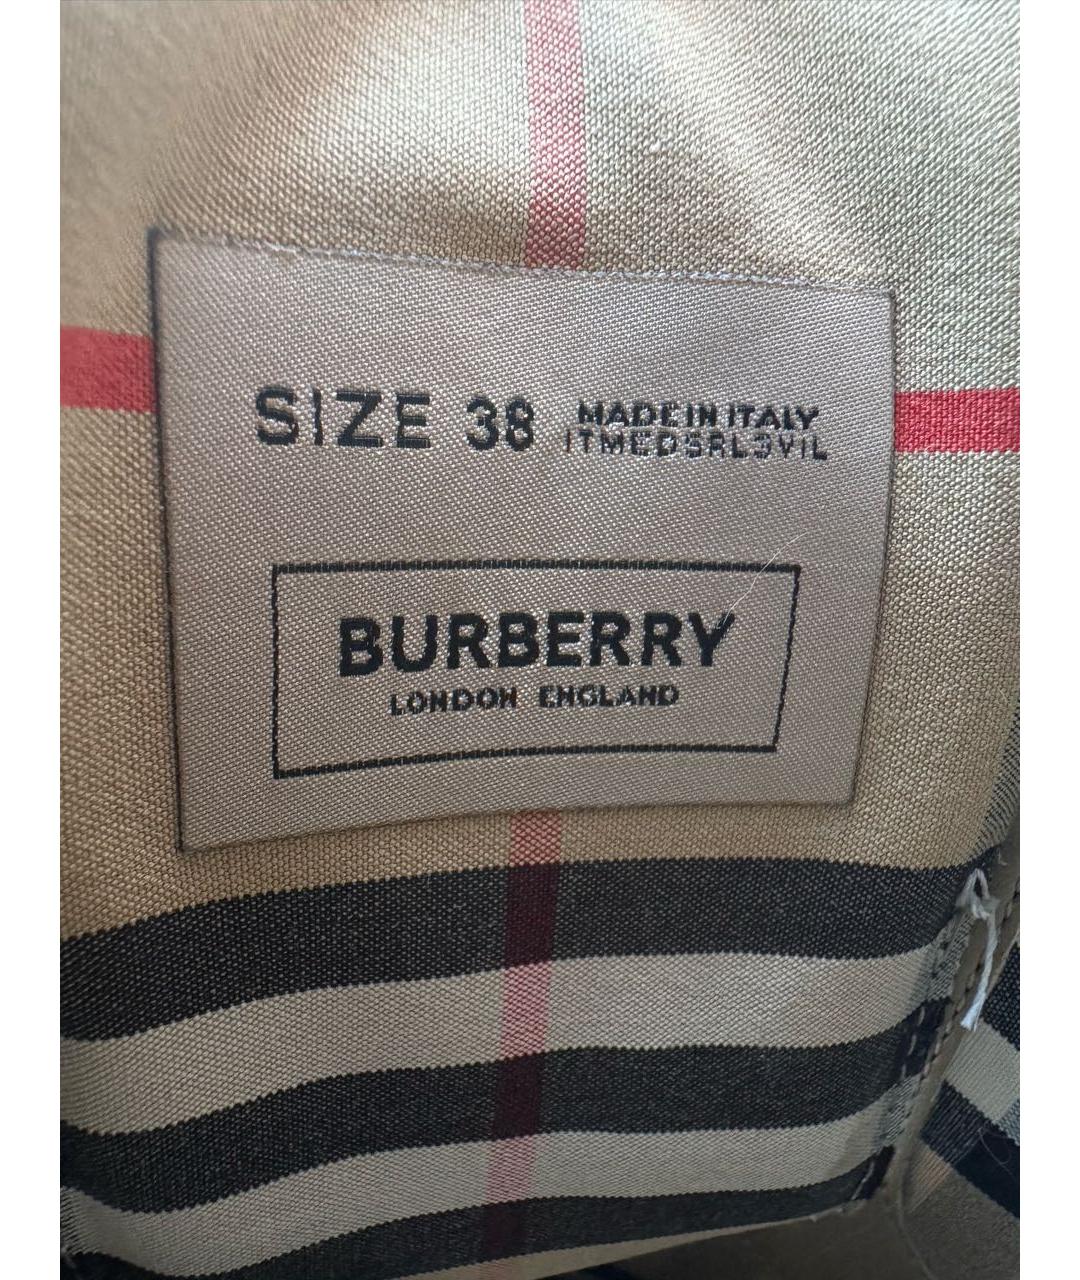 SIZE 38
MADE IN ITALY
ITMEDSRL3VIL
BURBERRY
LONDON ENGLAND